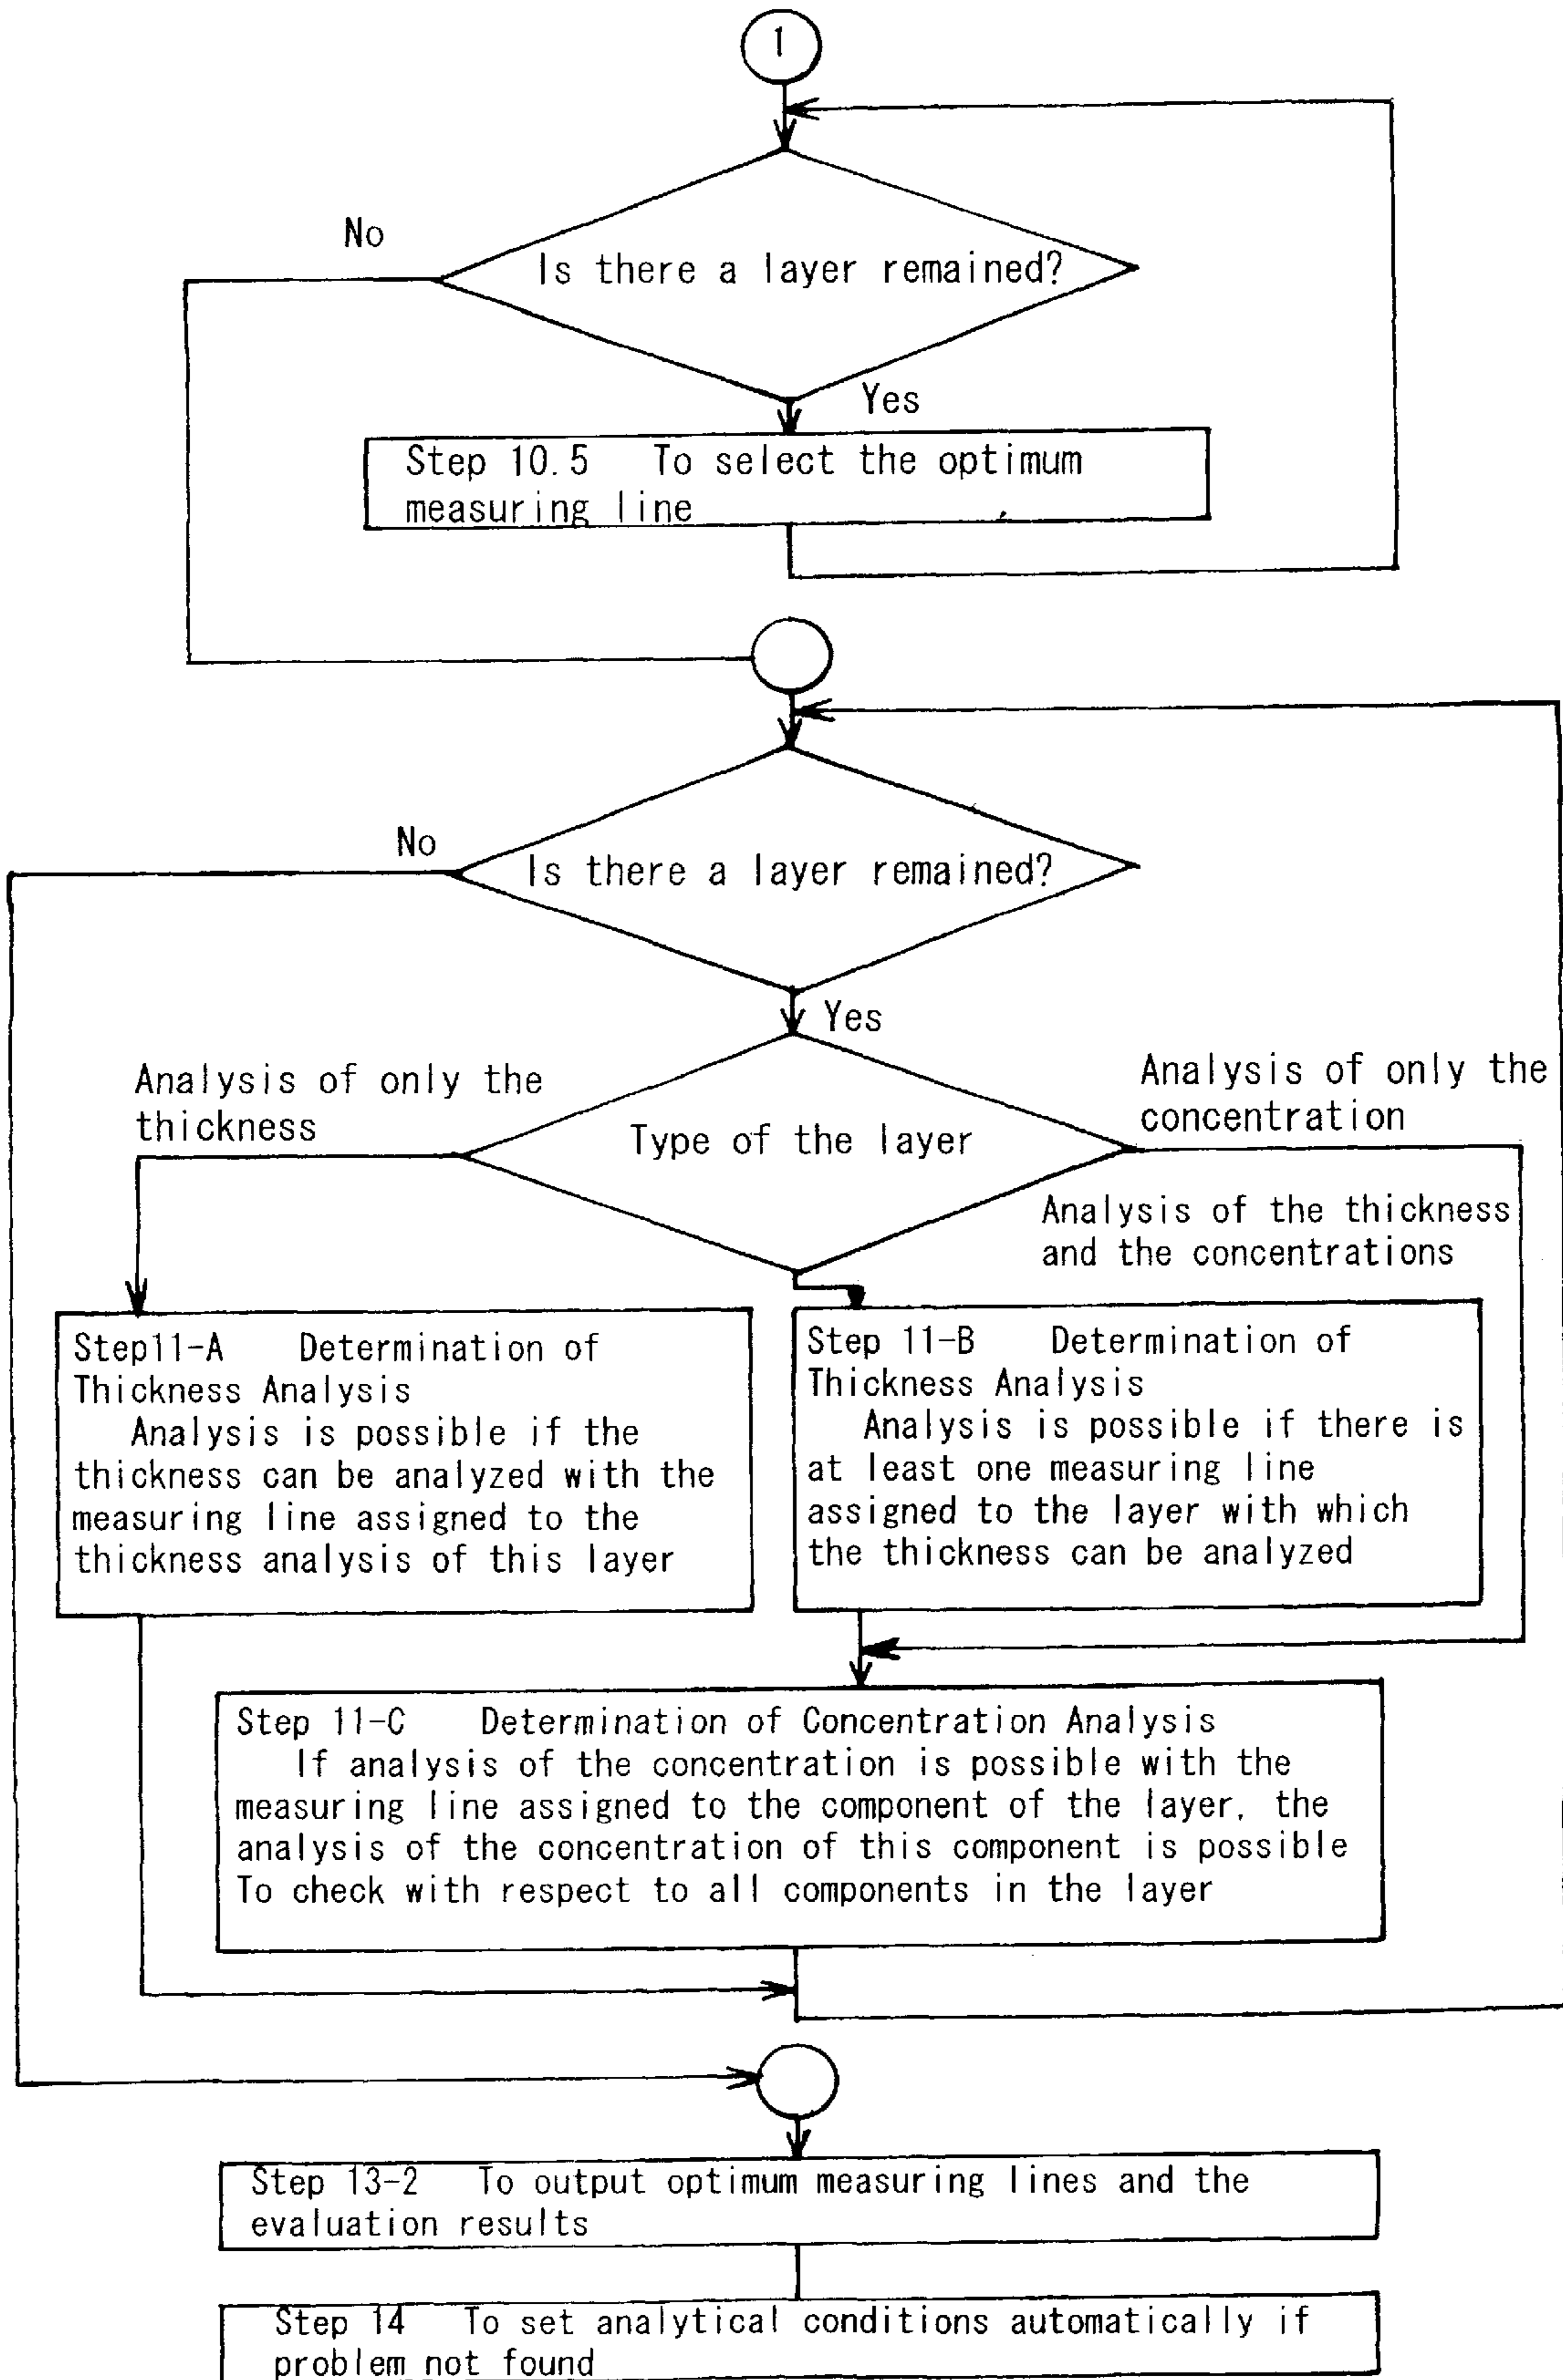 1
No
Is there a layer remained?
Yes
Step 10.5 To select the optimum
measuring line
No
Is there a layer remained?
Yes
Analysis of only the
thickness
Type of the layer
Analysis of only the
concentration
Analysis of the thickness
and the concentrations
Step11-A Determination of
Thickness Analysis
Analysis is possible if the
thickness can be analyzed with the
measuring line assigned to the
thickness analysis of this layer
Step 11-B Determination of
Thickness Analysis
Analysis is possible if there is
at least one measuring line
assigned to the layer with which
the thickness can be analyzed
Step 11-C Determination of Concentration Analysis
If analysis of the concentration is possible with the
measuring line assigned to the component of the layer, the
analysis of the concentration of this component is possible
To check with respect to all components in the layer
Step 13-2 To output optimum measuring lines and the
evaluation results
Step 14 To set analytical conditions automatically if
problem not found